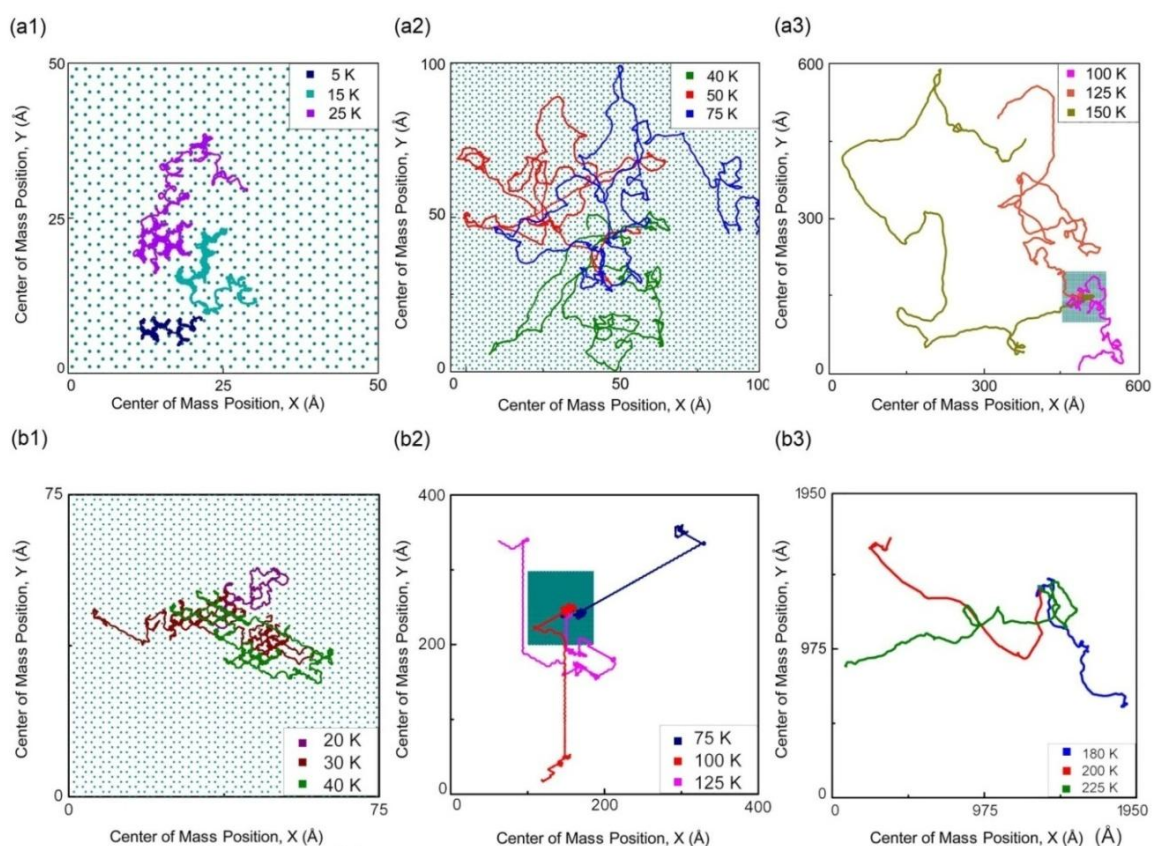 (a1)
(a2)
(a3)
50
25
0
0
25
50
Center of Mass Position, Y (Å)
Center of Mass Position, X (Å)
5 K
15 K
25 K
100
50
0
0
50
100
Center of Mass Position, Y (Å)
Center of Mass Position, X (Å)
40 K
50 K
75 K
600
300
0
0
300
600
Center of Mass Position, Y (Å)
Center of Mass Position, X (Å)
100 K
125 K
150 K
(b1)
(b2)
(b3)
75
0
0
75
Center of Mass Position, Y (Å)
Center of Mass Position, X (Å)
20 K
30 K
40 K
400
200
0
0
200
400
Center of Mass Position, Y (Å)
Center of Mass Position, X (Å)
75 K
100 K
125 K
1950
975
0
0
975
1950
Center of Mass Position, Y (Å)
Center of Mass Position, X (Å) (Å)
180 K
200 K
225 K